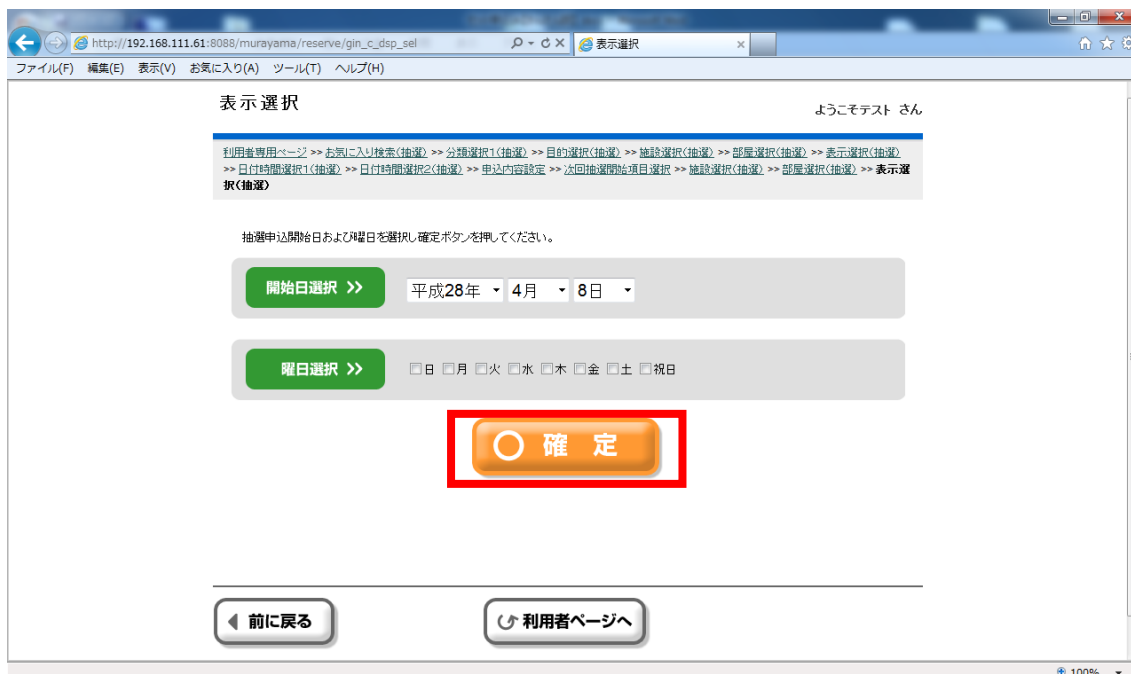 http://192.168.111.61:8088/murayama/reserve/gin_c_dsp_sel
表示選択
ファイル(F) 編集(E) 表示(V) お気に入り(A) ツール(T) ヘルプ(H)
表示選択
ようこそテスト さん
利用者専用ページ >> お気に入り検索(抽選) >> 分類選択1(抽選) >> 目的選択(抽選) >> 施設選択(抽選) >> 部屋選択(抽選) >> 表示選択(抽選)
>> 日付時間選択1(抽選) >> 日付時間選択2(抽選) >> 申込内容設定 >> 次回抽選開始項目選択 >> 施設選択(抽選) >> 部屋選択(抽選) >> 表示選
択(抽選)
抽選申込開始日および曜日を選択し確定ボタンを押してください。
開始日選択 >> 平成28年 4月 8日
曜日選択 >> 日 月 火 水 木 金 土 祝日
確 定
前に戻る 利用者ページへ
100%